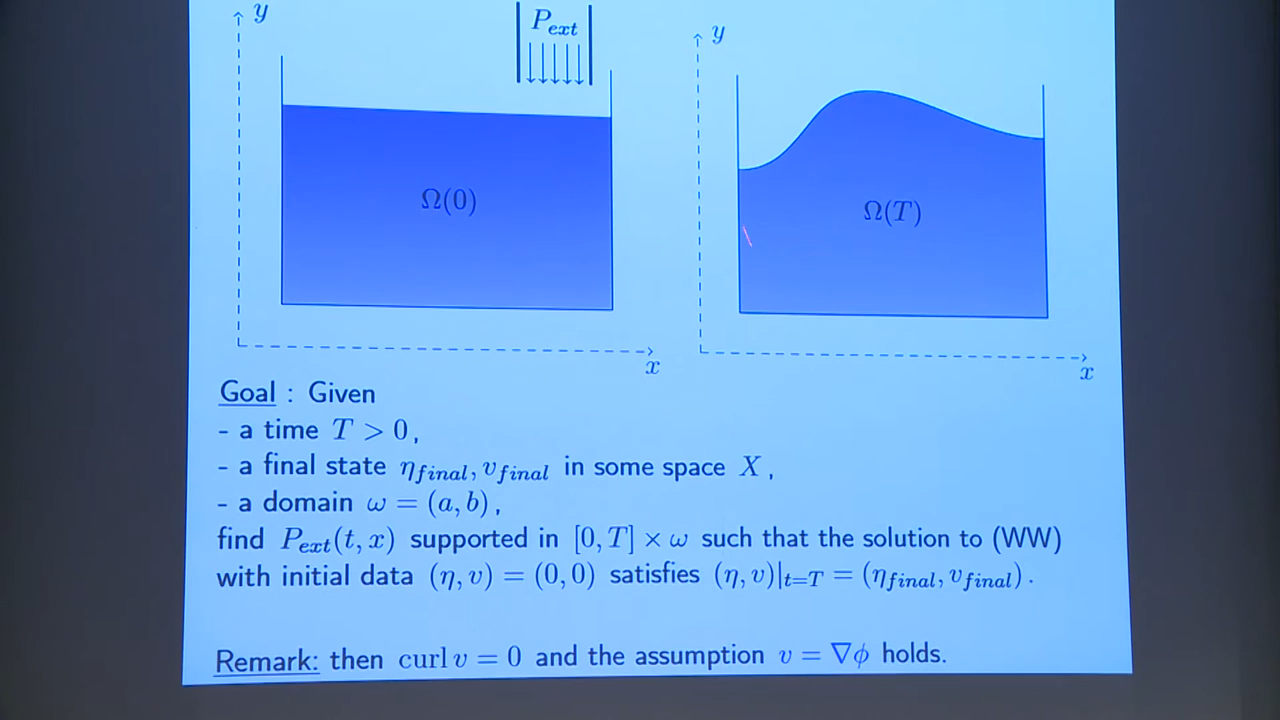 y
P_ext
y
Ω(0)
Ω(T)
x
x
Goal : Given
- a time T > 0,
- a final state η_final, v_final in some space X,
- a domain ω = (a, b),
find P_ext(t, x) supported in [0, T] × ω such that the solution to (WW)
with initial data (η, v) = (0, 0) satisfies (η, v)|_{t=T} = (η_final, v_final).
Remark: then curl v = 0 and the assumption v = ∇ϕ holds.